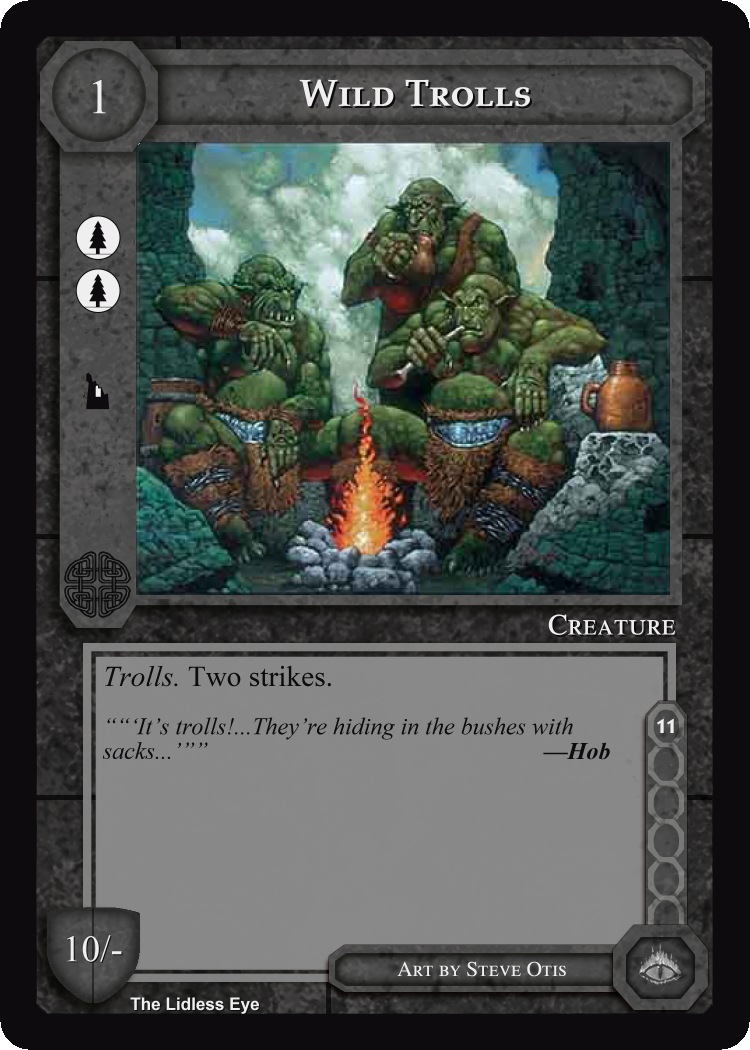 1
WILD TROLLS
CREATURE
Trolls. Two strikes.
““‘It’s trolls!...They’re hiding in the bushes with
sacks...’”” —Hob
11
10/-
ART BY STEVE OTIS
The Lidless Eye